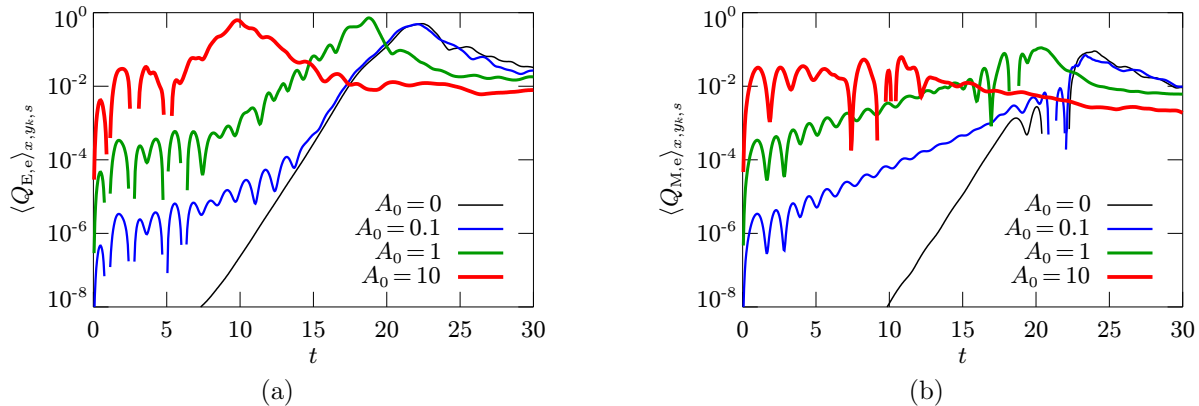 10^0
10^-2
10^-4
10^-6
10^-8
⟨Q_{E,e}⟩_{x,y_k,s}
A_0 = 0
A_0 = 0.1
A_0 = 1
A_0 = 10
0 5 10 15 20 25 30
t
(a)
10^0
10^-2
10^-4
10^-6
10^-8
⟨Q_{M,e}⟩_{x,y_k,s}
A_0 = 0
A_0 = 0.1
A_0 = 1
A_0 = 10
0 5 10 15 20 25 30
t
(b)